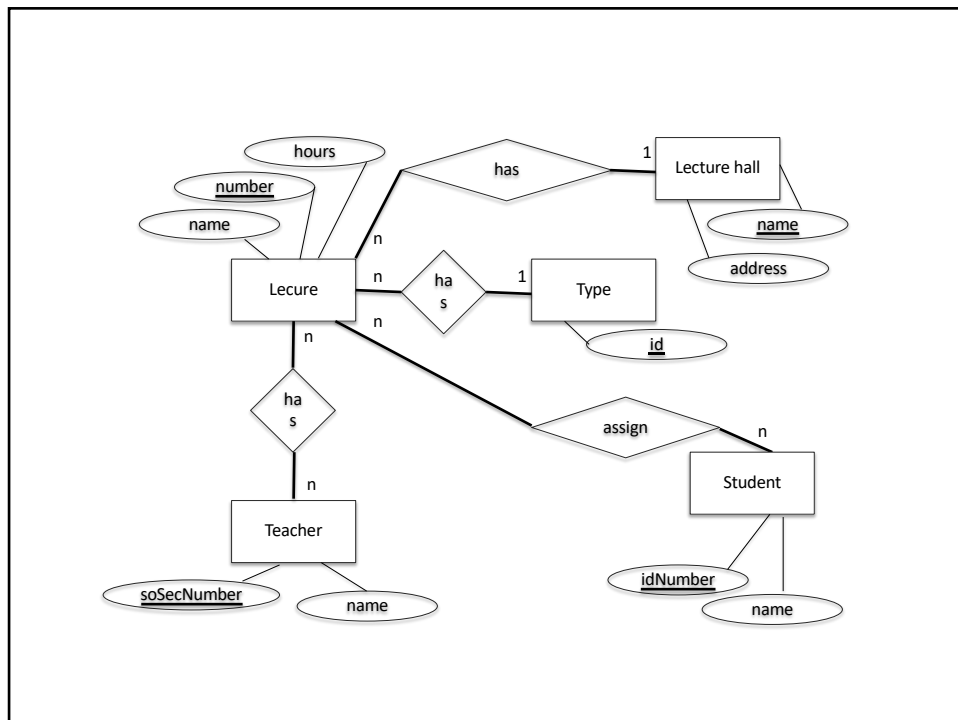 hours
number
name
has
1
Lecture hall
name
address
n
Lecure
n
ha
s
1
Type
id
n
n
ha
s
n
Teacher
soSecNumber
name
assign
n
Student
idNumber
name